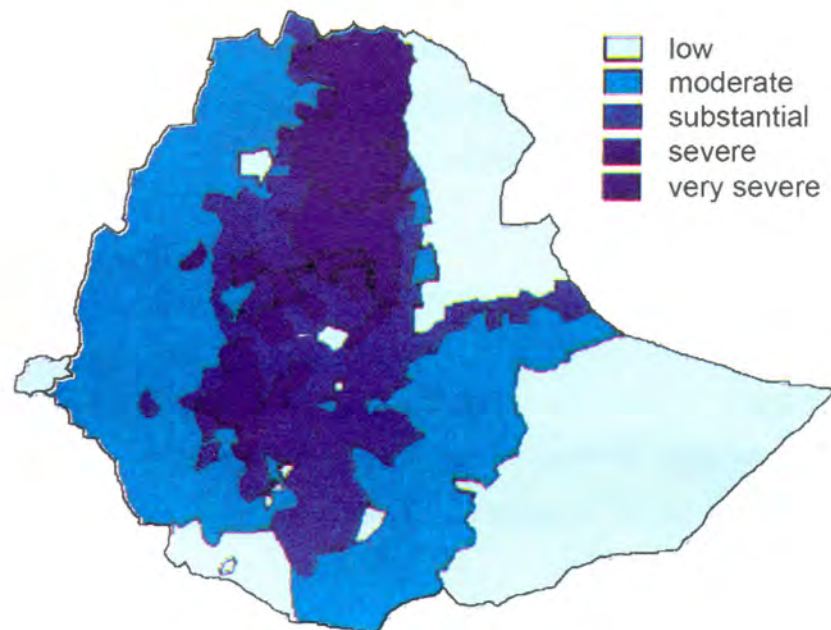 low
moderate
substantial
severe
very severe